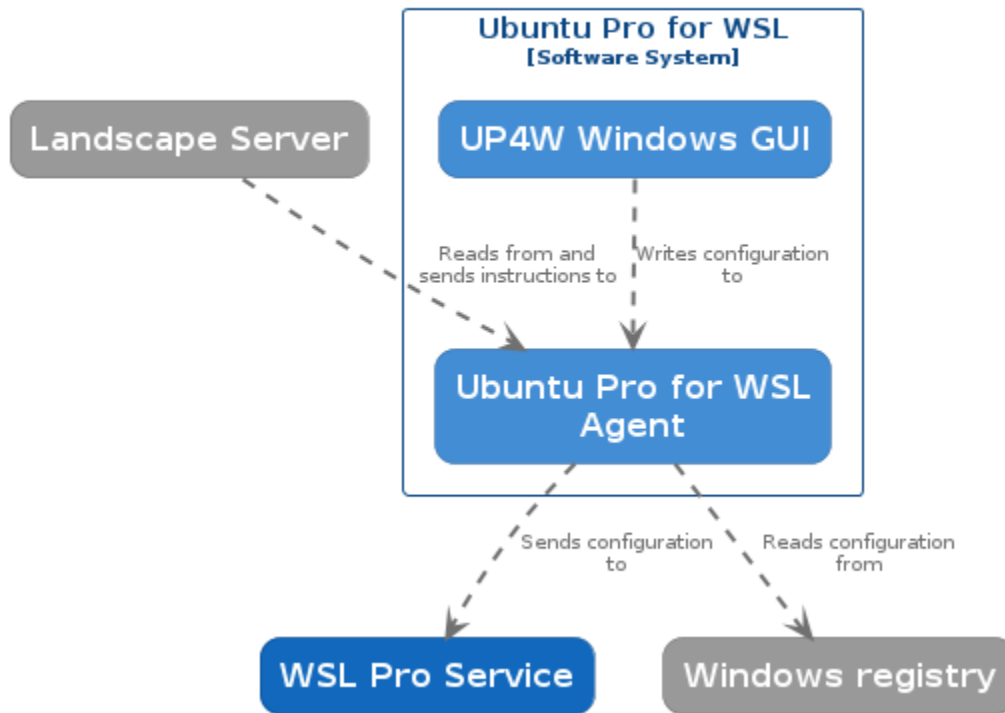 Ubuntu Pro for WSL
[Software System]
Landscape Server
UP4W Windows GUI
Reads from and
sends instructions to
Writes configuration
to
Ubuntu Pro for WSL
Agent
Sends configuration
to
Reads configuration
from
WSL Pro Service
Windows registry